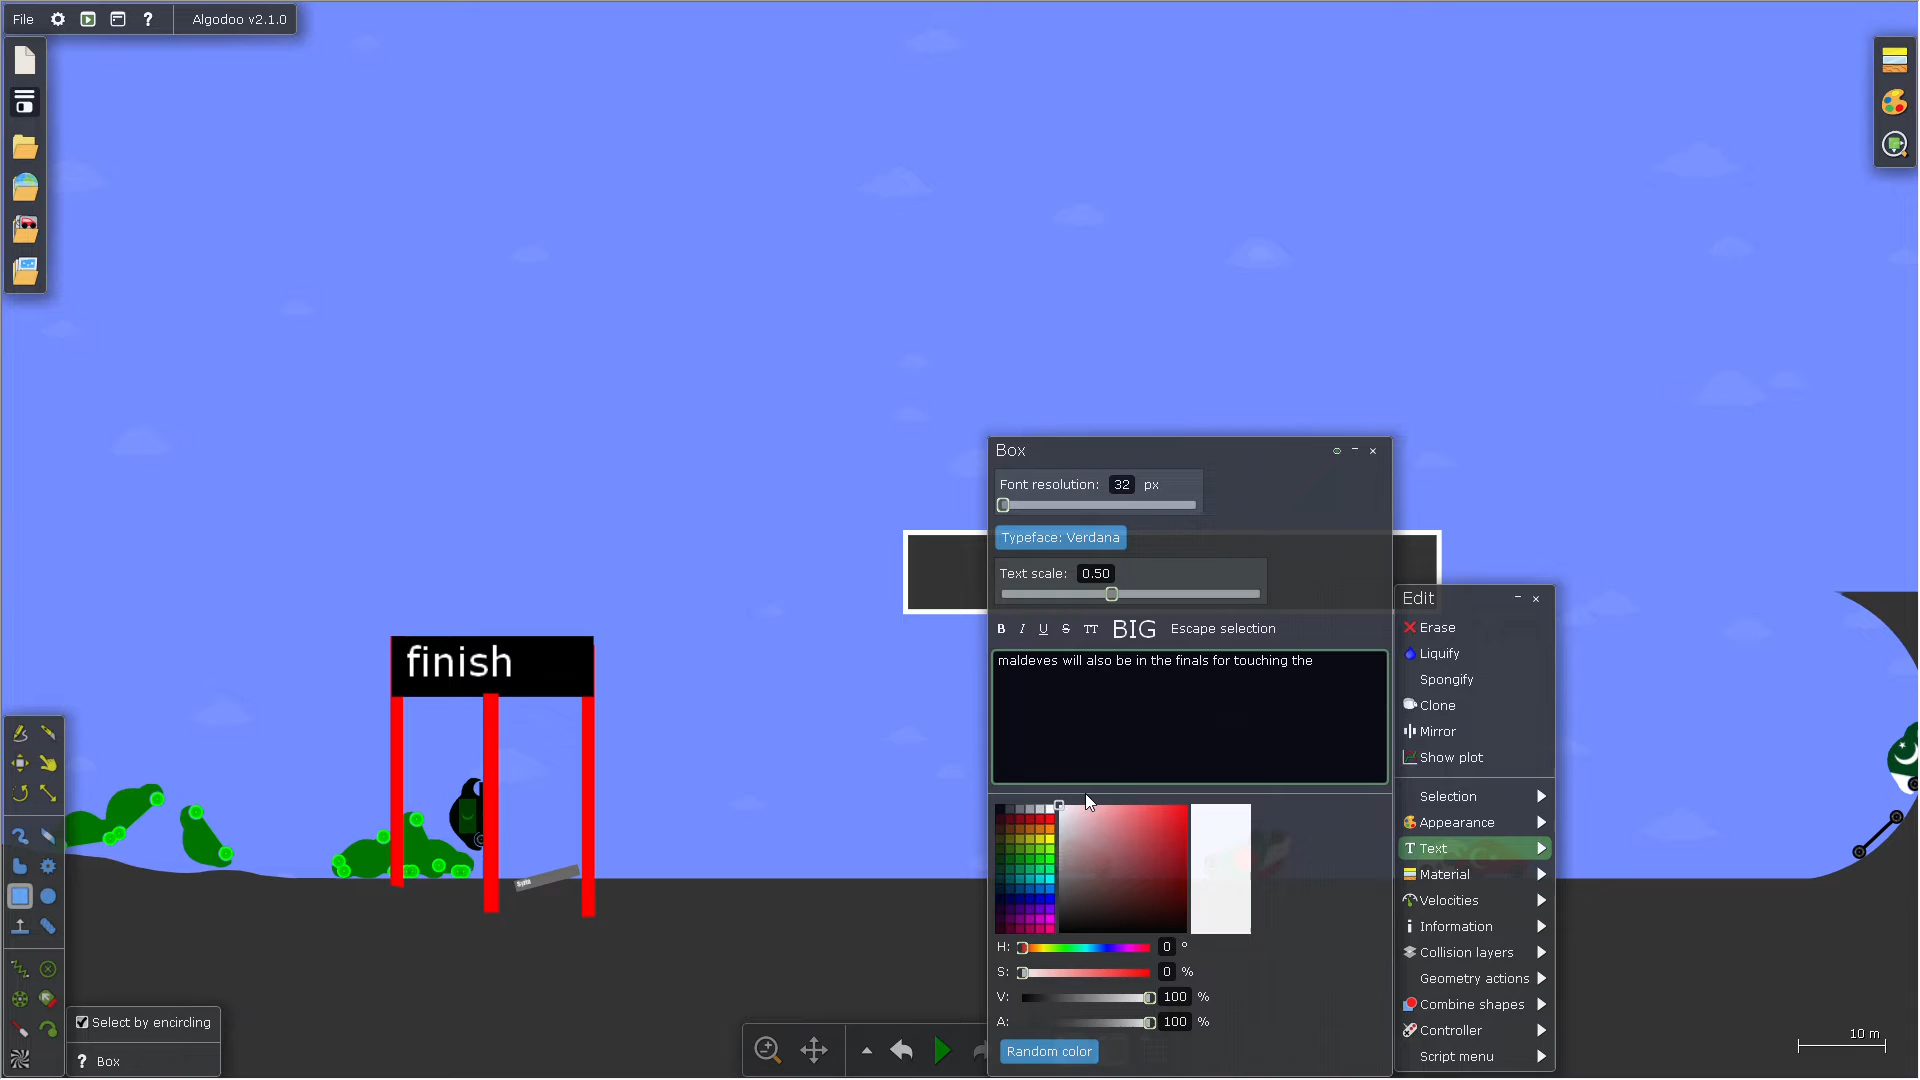 File
Algodoo v2.1.0
Box
Font resolution: 32 px
Typeface: Verdana
Text scale: 0.50
B I U S TT BIG Escape selection
maldeves will also be in the finals for touching the
H: 0 °
S: 0 %
V: 100 %
A: 100 %
Random color
Edit
Erase
Liquify
Spongify
Clone
Mirror
Show plot
Selection
Appearance
T Text
Material
Velocities
Information
Collision layers
Geometry actions
Combine shapes
Controller
Script menu
finish
Select by encircling
? Box
10 m